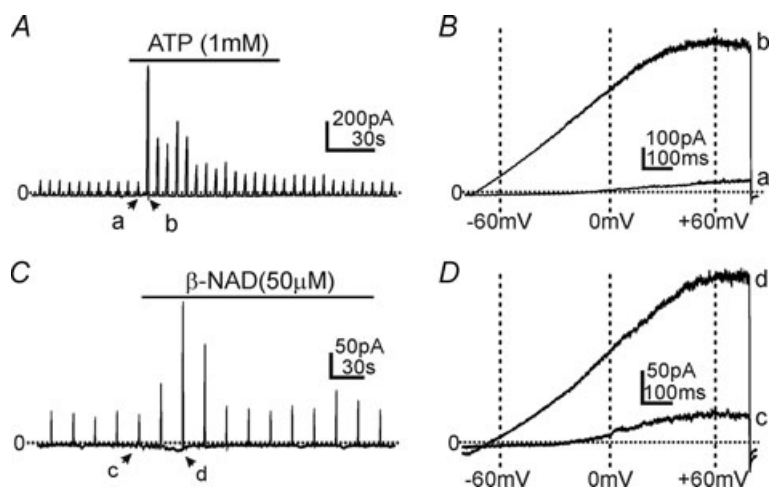 A
ATP (1mM)
200pA
30s
0
a
b
B
b
100pA
100ms
a
0
-60mV
0mV
+60mV
C
β-NAD(50μM)
50pA
30s
0
c
d
D
d
50pA
100ms
c
0
-60mV
0mV
+60mV